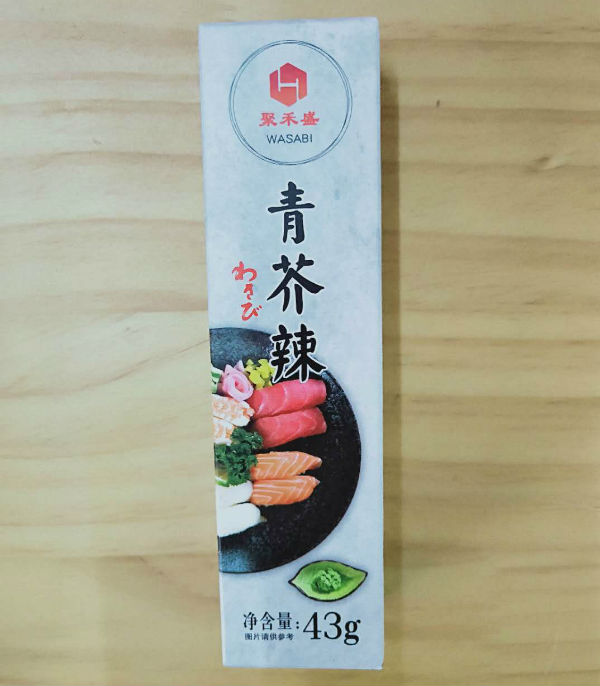 聚禾盛
WASABI
青芥辣
わさび
净含量:43g
图片请供参考